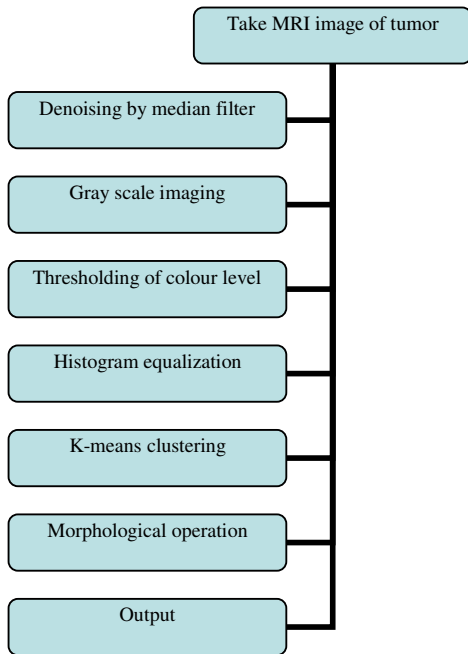 Take MRI image of tumor
Denoising by median filter
Gray scale imaging
Thresholding of colour level
Histogram equalization
K-means clustering
Morphological operation
Output